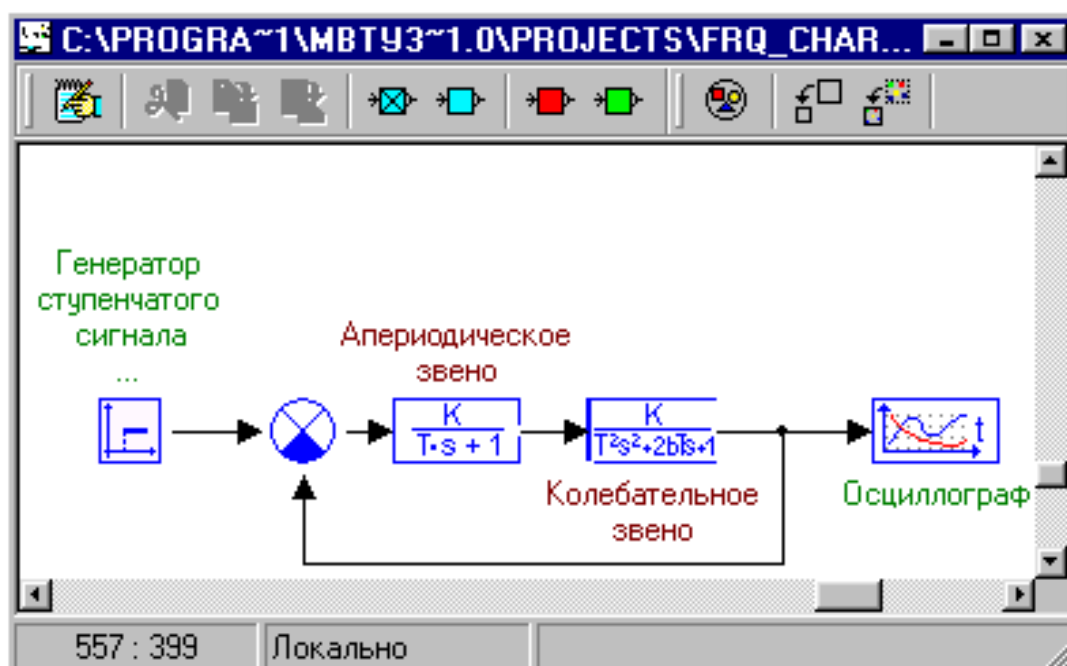 C:\PROGRA~1\МВТУ3~1.0\PROJECTS\FRQ_CHAR...
Генератор
ступенчатого
сигнала
...
Апериодическое
звено
K
T·s + 1
K
T²s²+2bTs+1
t
Колебательное
звено
Осциллограф
557 : 399
Локально